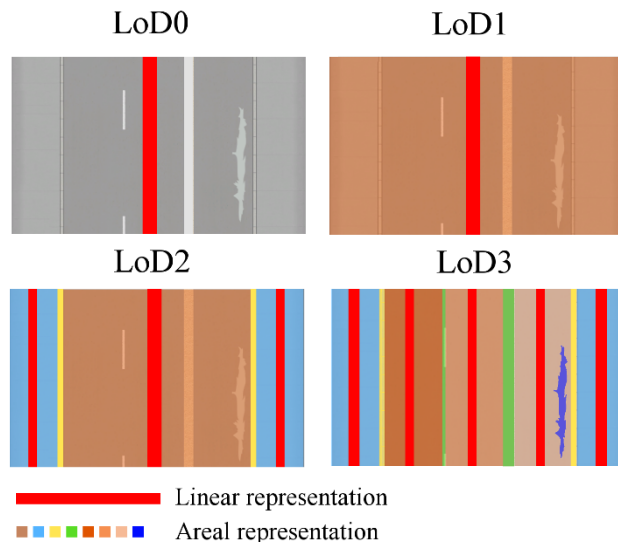 LoD0 LoD1
LoD2 LoD3
Linear representation
Areal representation